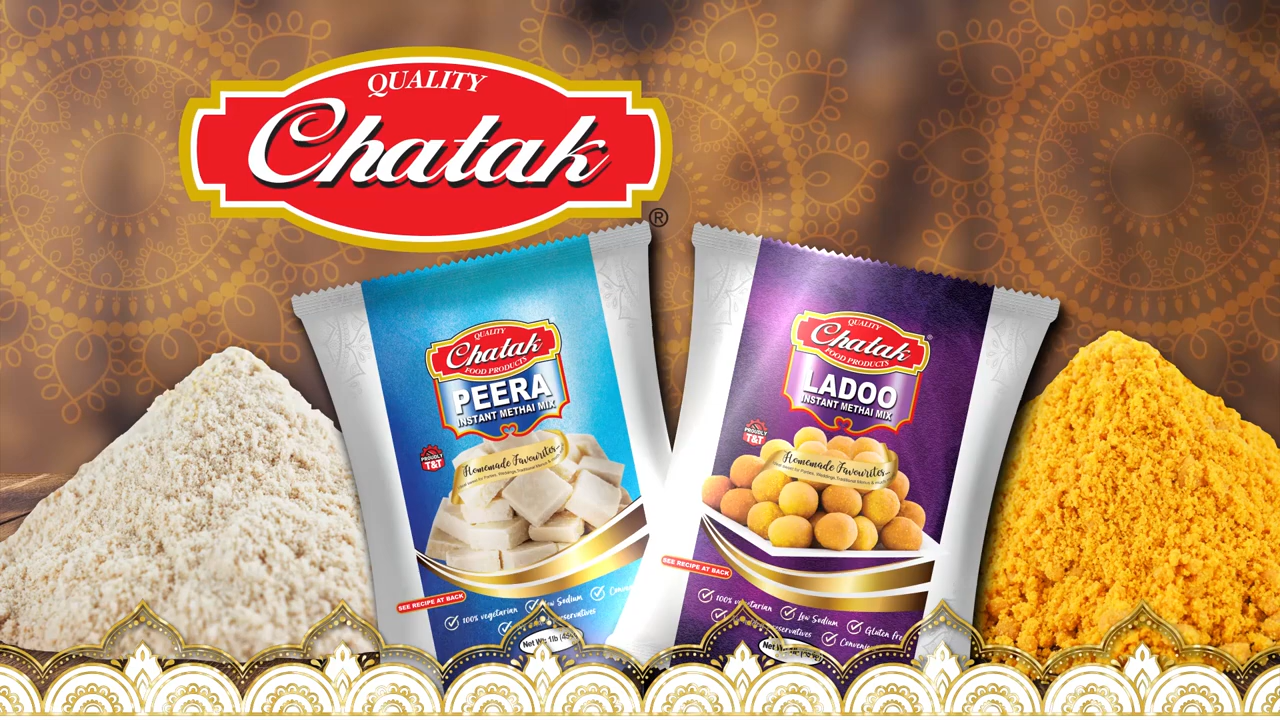 QUALITY
Chatak
®
QUALITY
Chatak
FOOD PRODUCTS
PEERA
INSTANT METHAI MIX
PROUDLY
T&T
Homemade Favourites
SEE RECIPE AT BACK
100% vegetarian
Low Sodium
Net Wt: 1lb
QUALITY
Chatak
®
FOOD PRODUCTS
LADOO
INSTANT METHAI MIX
PROUDLY
T&T
Homemade Favourites
SEE RECIPE AT BACK
100% vegetarian
Low Sodium
Gluten